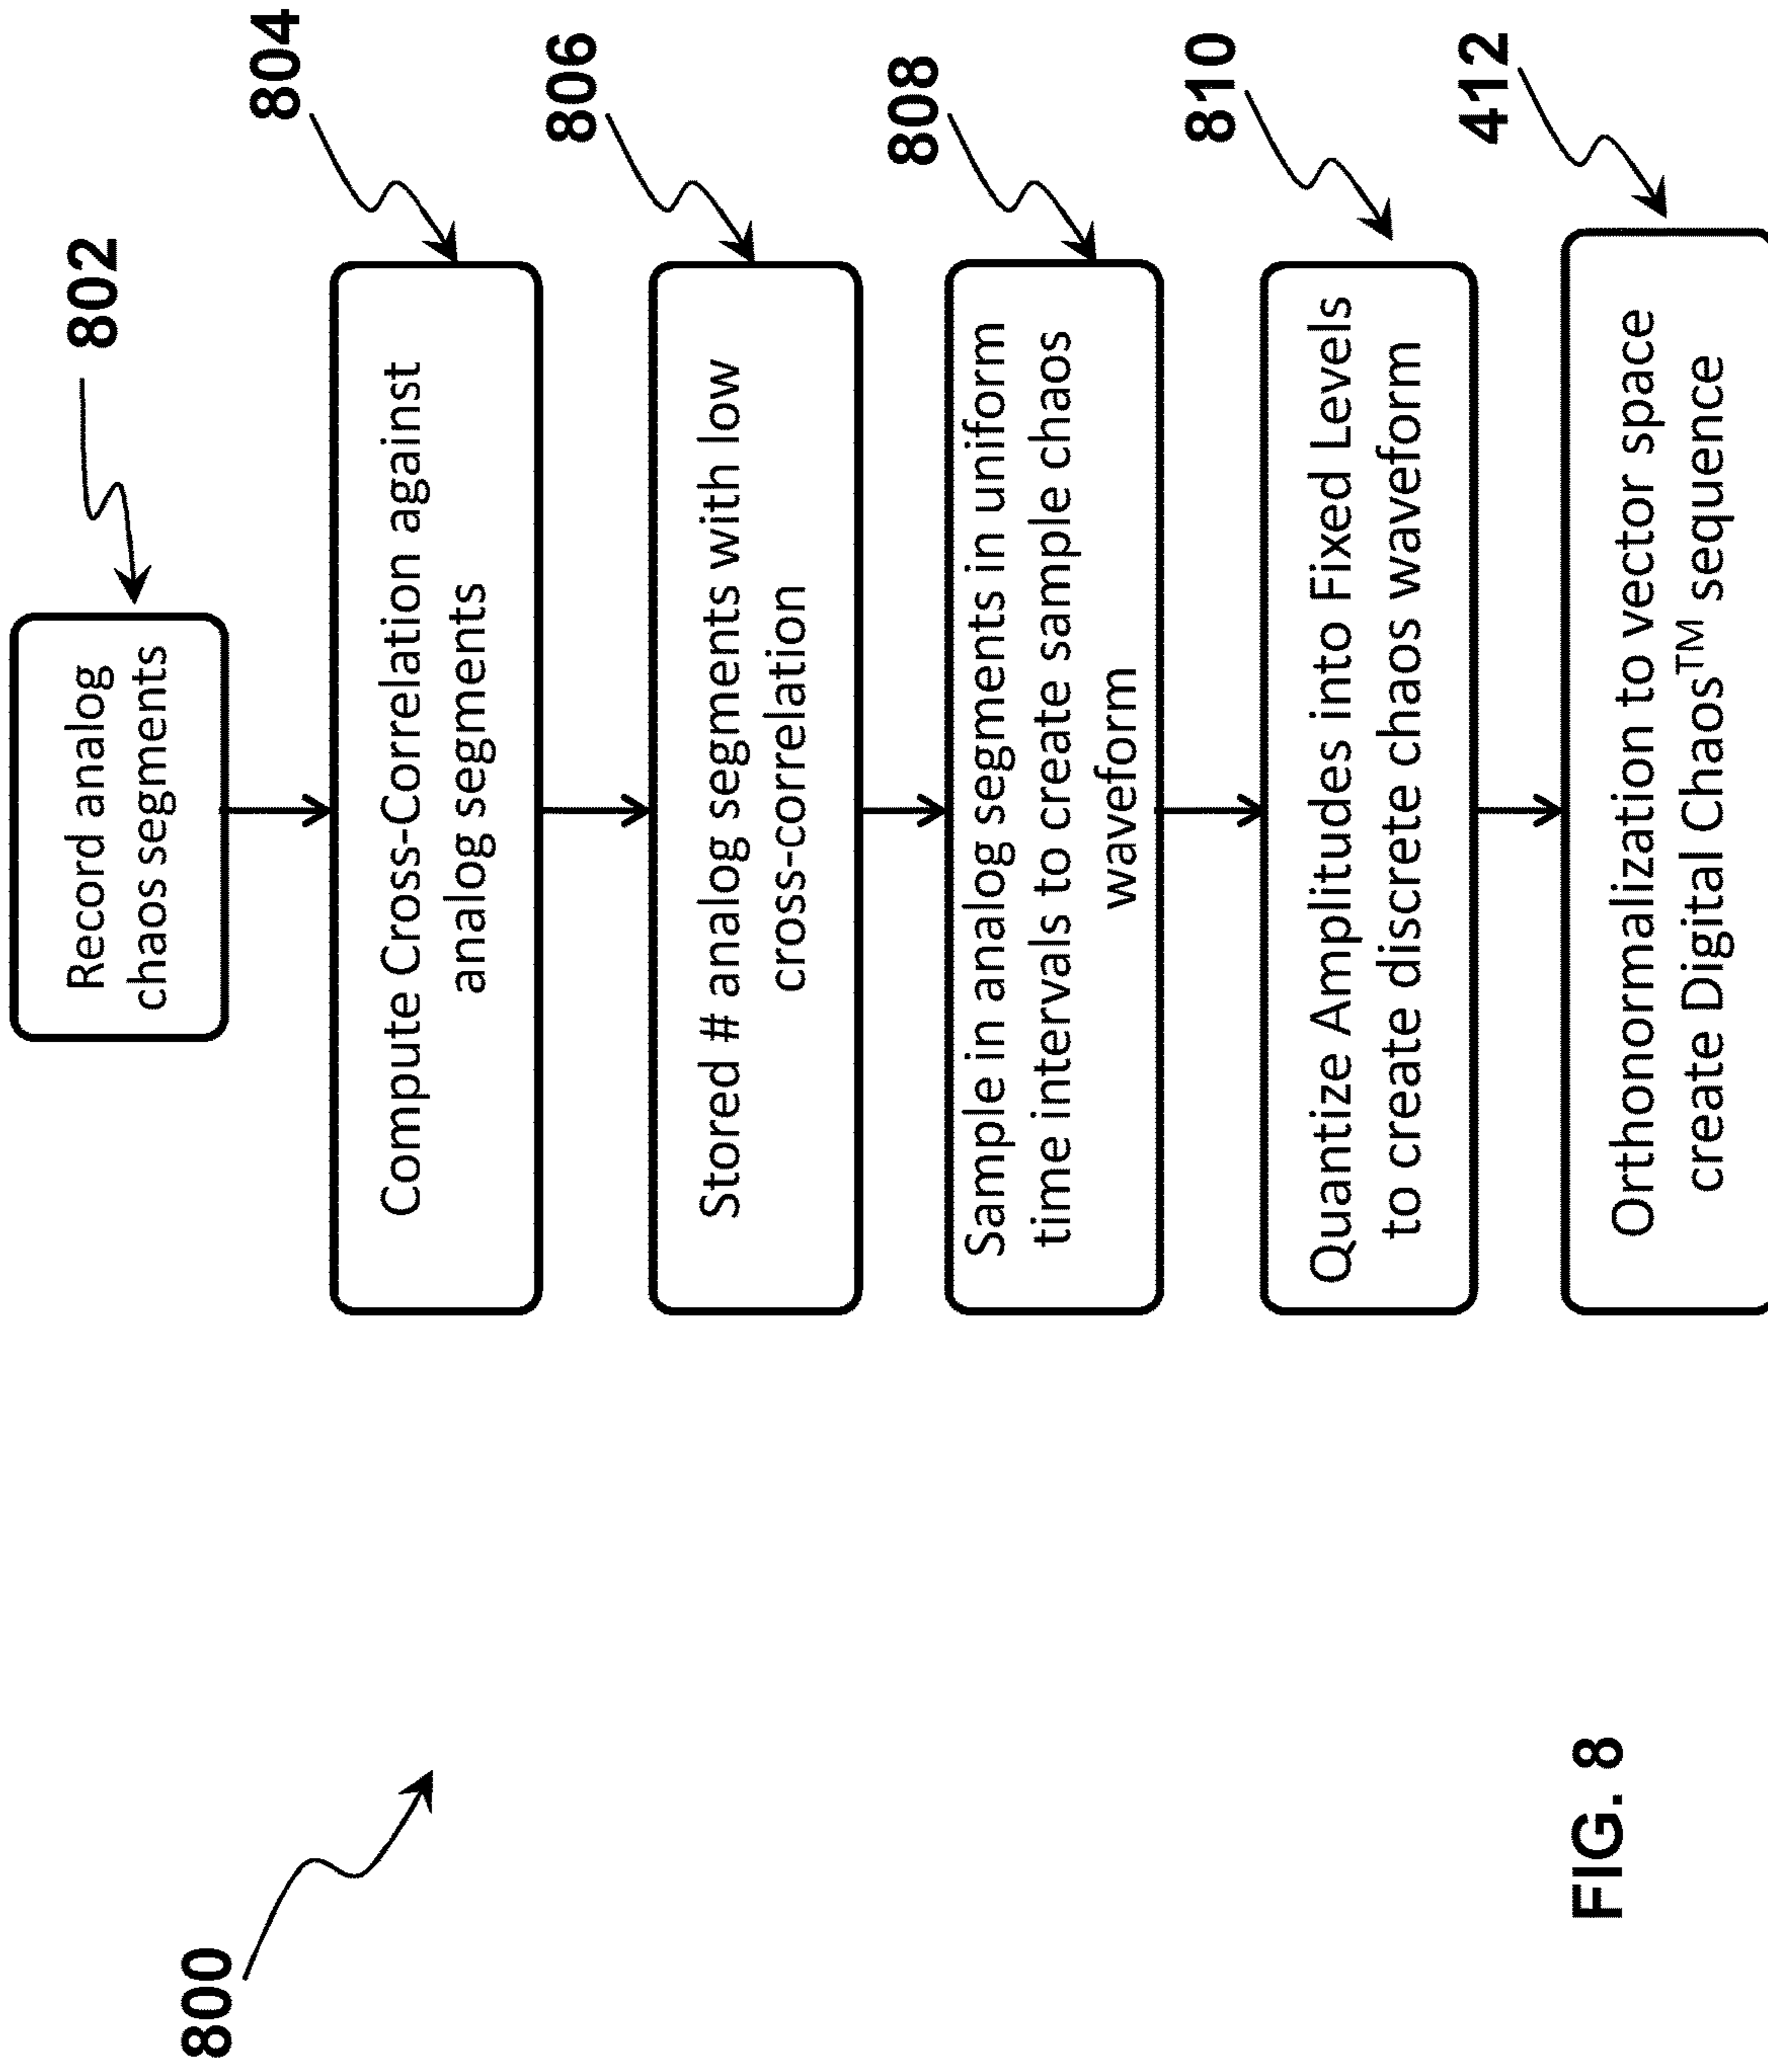 800
802
Record analog
chaos segments
804
Compute Cross-Correlation against
analog segments
806
Stored # analog segments with low
cross-correlation
808
Sample in analog segments in uniform
time intervals to create sample chaos
waveform
810
Quantize Amplitudes into Fixed Levels
to create discrete chaos waveform
412
Orthonormalization to vector space
create Digital Chaos™ sequence
FIG. 8